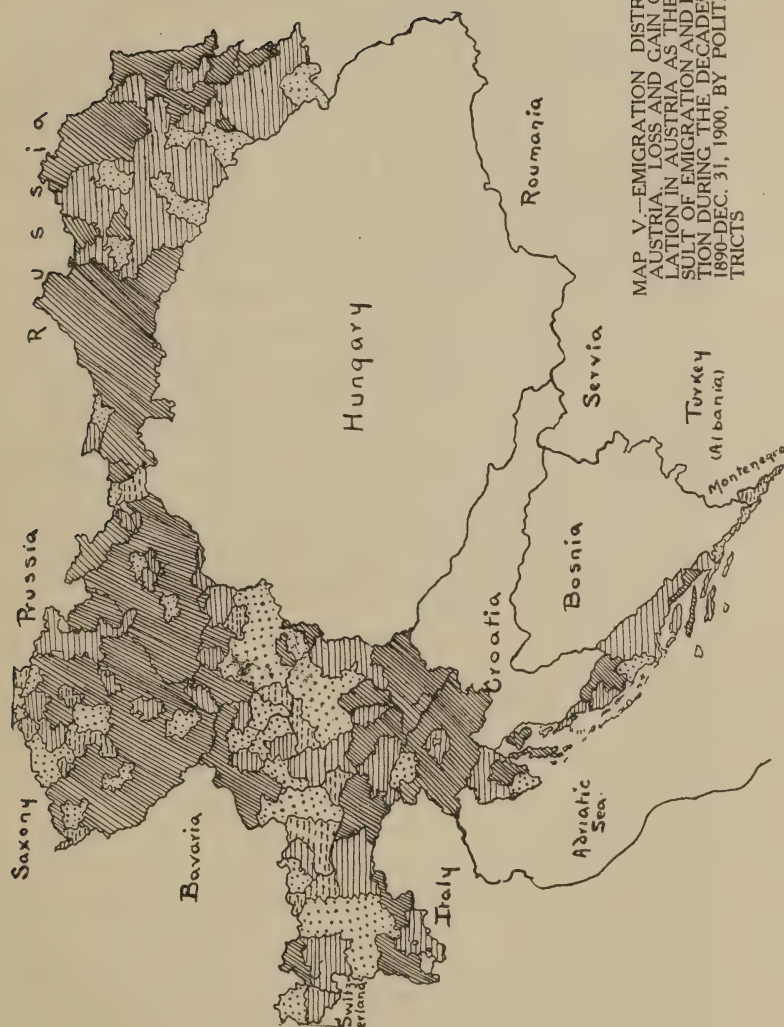 Russia
Prussia
Saxony
Bavaria
Hungary
Roumania
Servia
Turkey
(Albania)
Montenegro
Bosnia
Croatia
Adriatic
Sea
Italy
Switz
erland
MAP V.—EMIGRATION DISTR
AUSTRIA. LOSS AND GAIN
LATION IN AUSTRIA AS THE
SULT OF EMIGRATION AND
TION DURING THE DECADE
1890-DEC. 31, 1900, BY POLIT
TRICTS